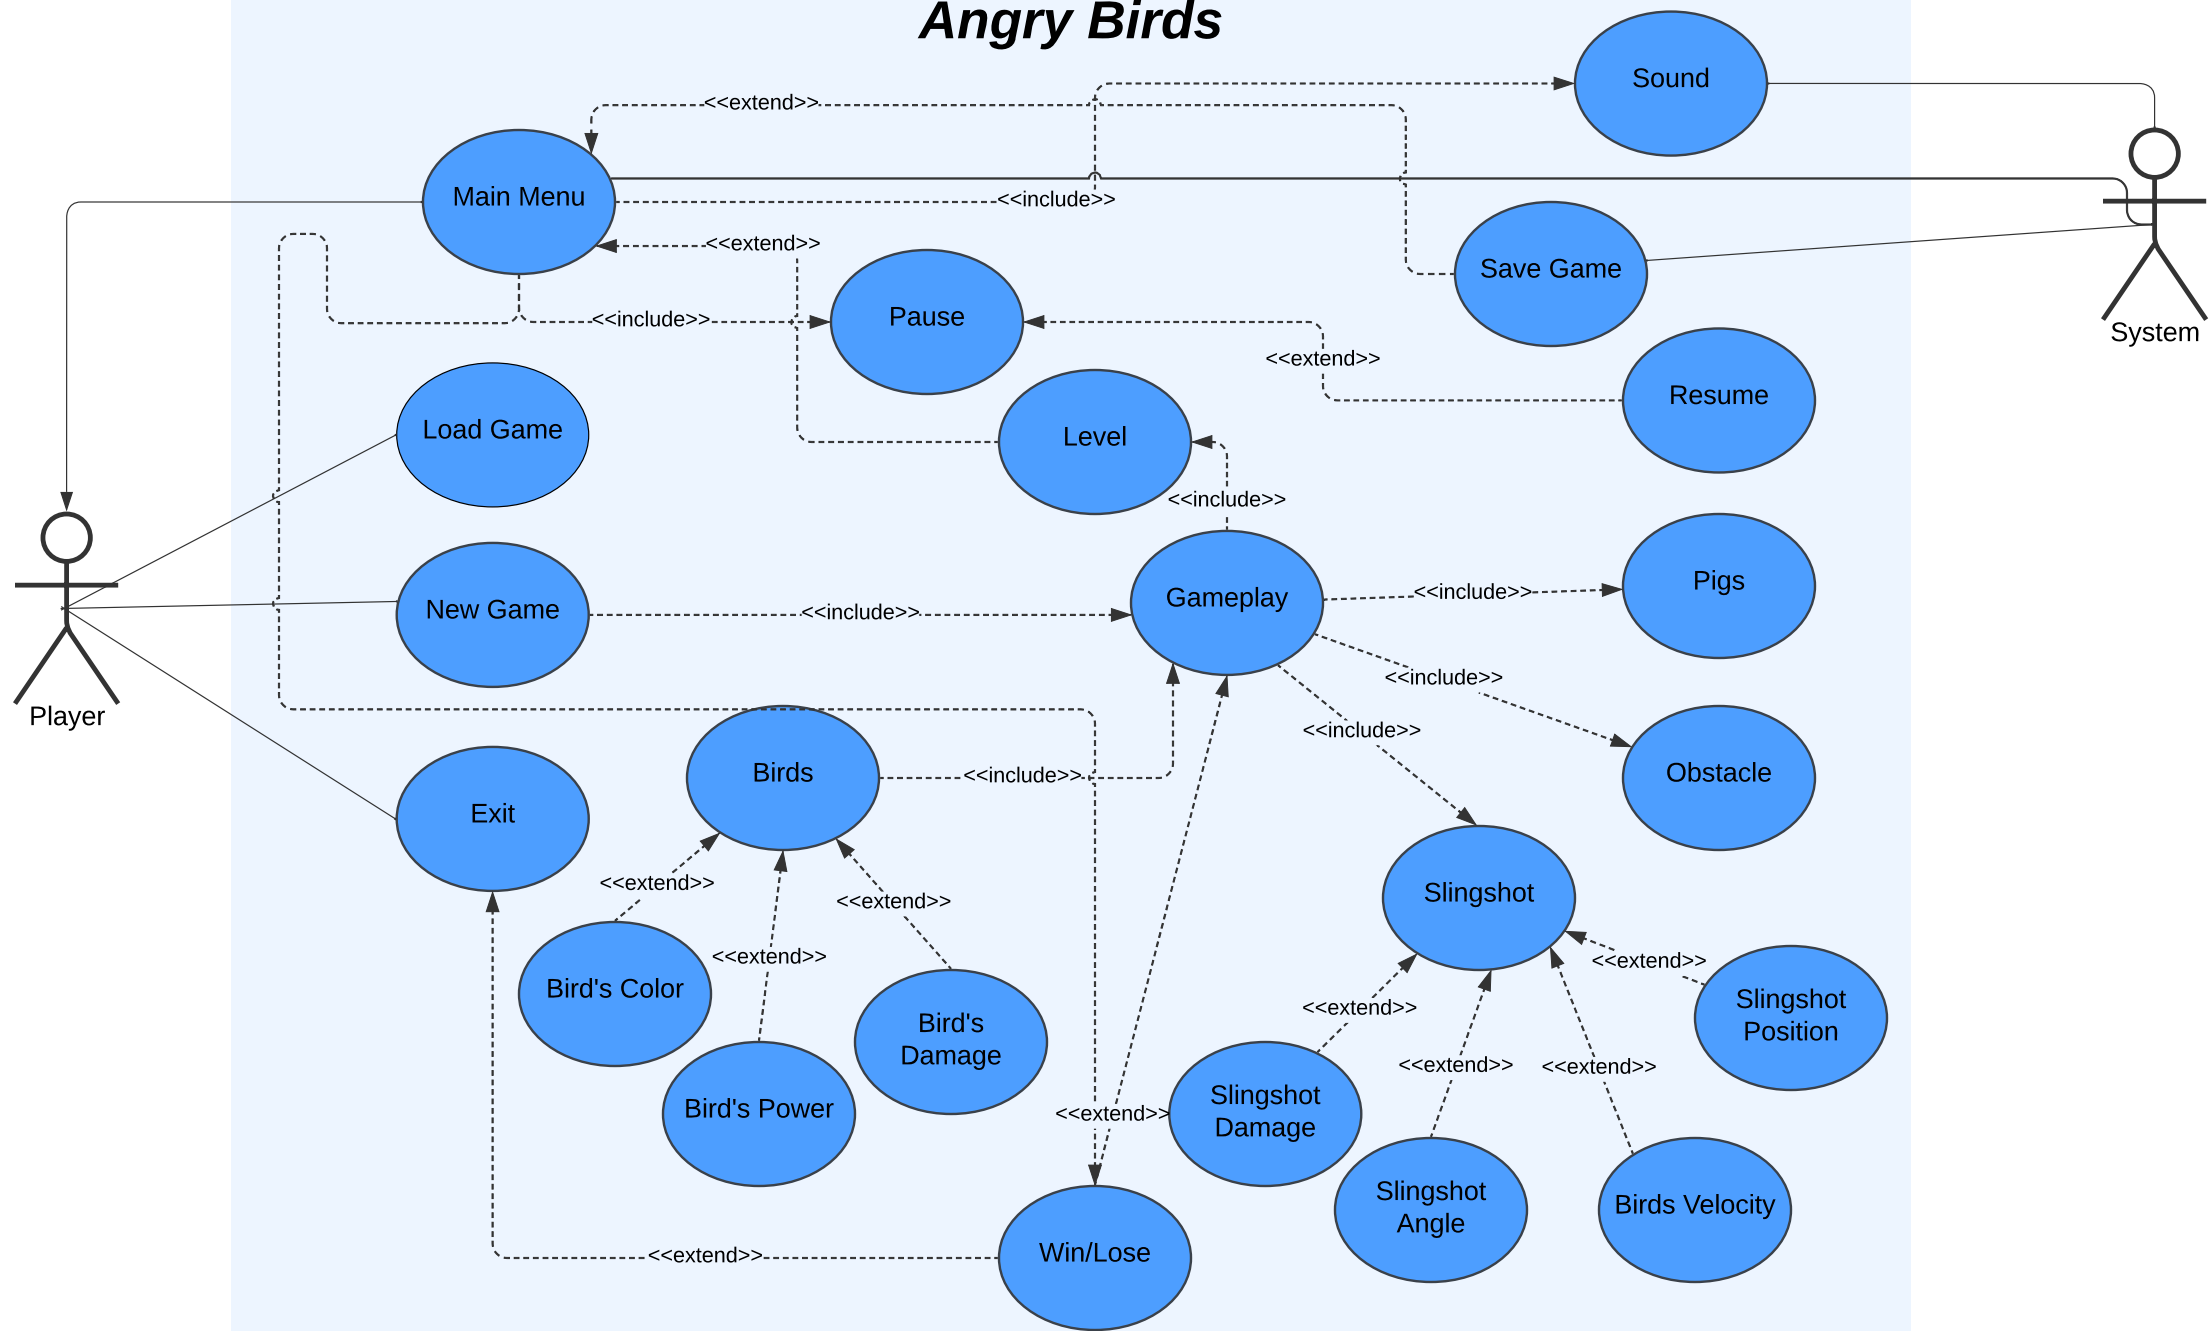 Angry Birds
Sound
<<extend>>
Main Menu
<<include>>
<<extend>>
Save Game
Pause
<<include>>
System
<<extend>>
Resume
Load Game
Level
<<include>>
New Game
<<include>>
Gameplay
<<include>>
Pigs
<<include>>
Player
<<include>>
Birds
<<include>>
Obstacle
Exit
<<extend>>
<<extend>>
Slingshot
<<extend>>
<<extend>>
Bird's Color
Slingshot
Position
<<extend>>
Bird's
Damage
<<extend>>
<<extend>>
Bird's Power
<<extend>>
Slingshot
Damage
Slingshot
Angle
Birds Velocity
<<extend>>
Win/Lose